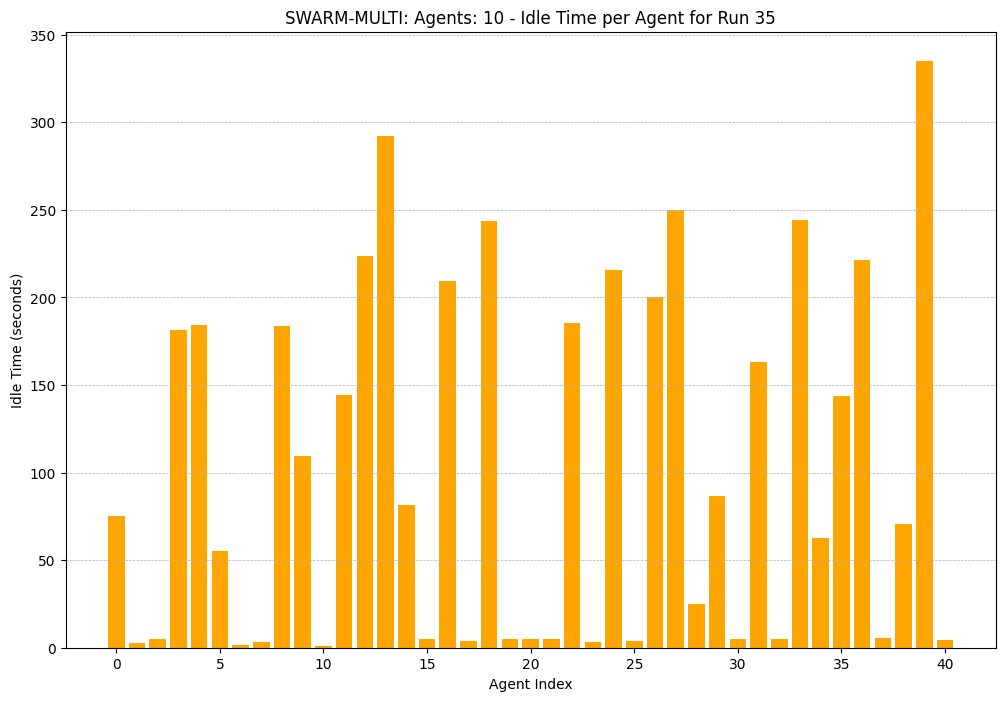 SWARM-MULTI: Agents: 10 - Idle Time per Agent for Run 35
350
300
250
200
150
100
50
0
Idle Time (seconds)
0 5 10 15 20 25 30 35 40
Agent Index